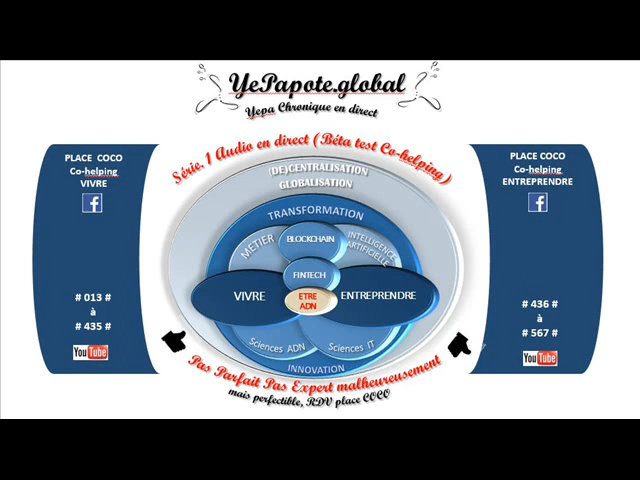 YePapote.global
Yepa Chronique en direct
Série, 1 Audio en direct (Béta test Co-helping)
PLACE COCO
Co-helping
VIVRE
# 013 #
à
# 435 #
YouTube
(DE)CENTRALISATION
GLOBALISATION
TRANSFORMATION
METIER
BLOCKCHAIN
INTELLIGENCE
ARTIFICIELLE
FINTECH
VIVRE
ETRE
ADN
ENTREPRENDRE
Sciences ADN
Sciences IT
INNOVATION
PLACE COCO
Co-helping
ENTREPRENDRE
# 436 #
à
# 567 #
YouTube
Pas Parfait Pas Expert malheureusement
mais perfectible, RDV place COCO